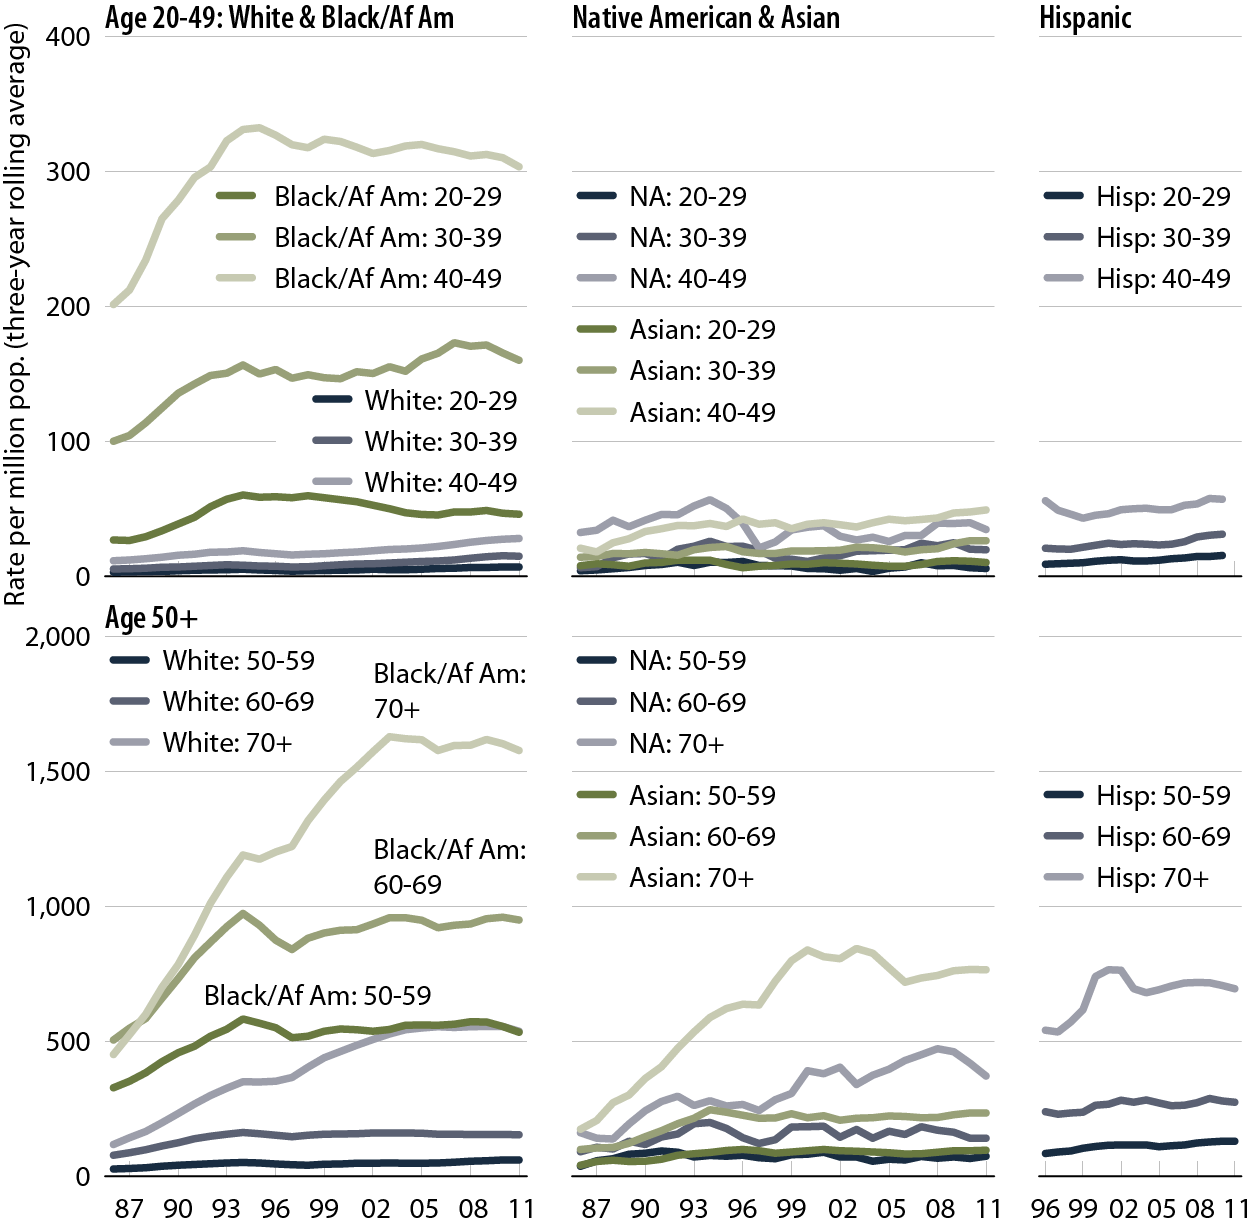 Age 20-49: White & Black/Af Am
Native American & Asian
Hispanic
Rate per million pop. (three-year rolling average)
400
300
200
100
0
Black/Af Am: 20-29
Black/Af Am: 30-39
Black/Af Am: 40-49
White: 20-29
White: 30-39
White: 40-49
NA: 20-29
NA: 30-39
NA: 40-49
Asian: 20-29
Asian: 30-39
Asian: 40-49
Hisp: 20-29
Hisp: 30-39
Hisp: 40-49
Age 50+
2,000
1,500
1,000
500
0
White: 50-59
White: 60-69
White: 70+
Black/Af Am:
70+
Black/Af Am:
60-69
Black/Af Am: 50-59
NA: 50-59
NA: 60-69
NA: 70+
Asian: 50-59
Asian: 60-69
Asian: 70+
Hisp: 50-59
Hisp: 60-69
Hisp: 70+
87 90 93 96 99 02 05 08 11
87 90 93 96 99 02 05 08 11
96 99 02 05 08 11